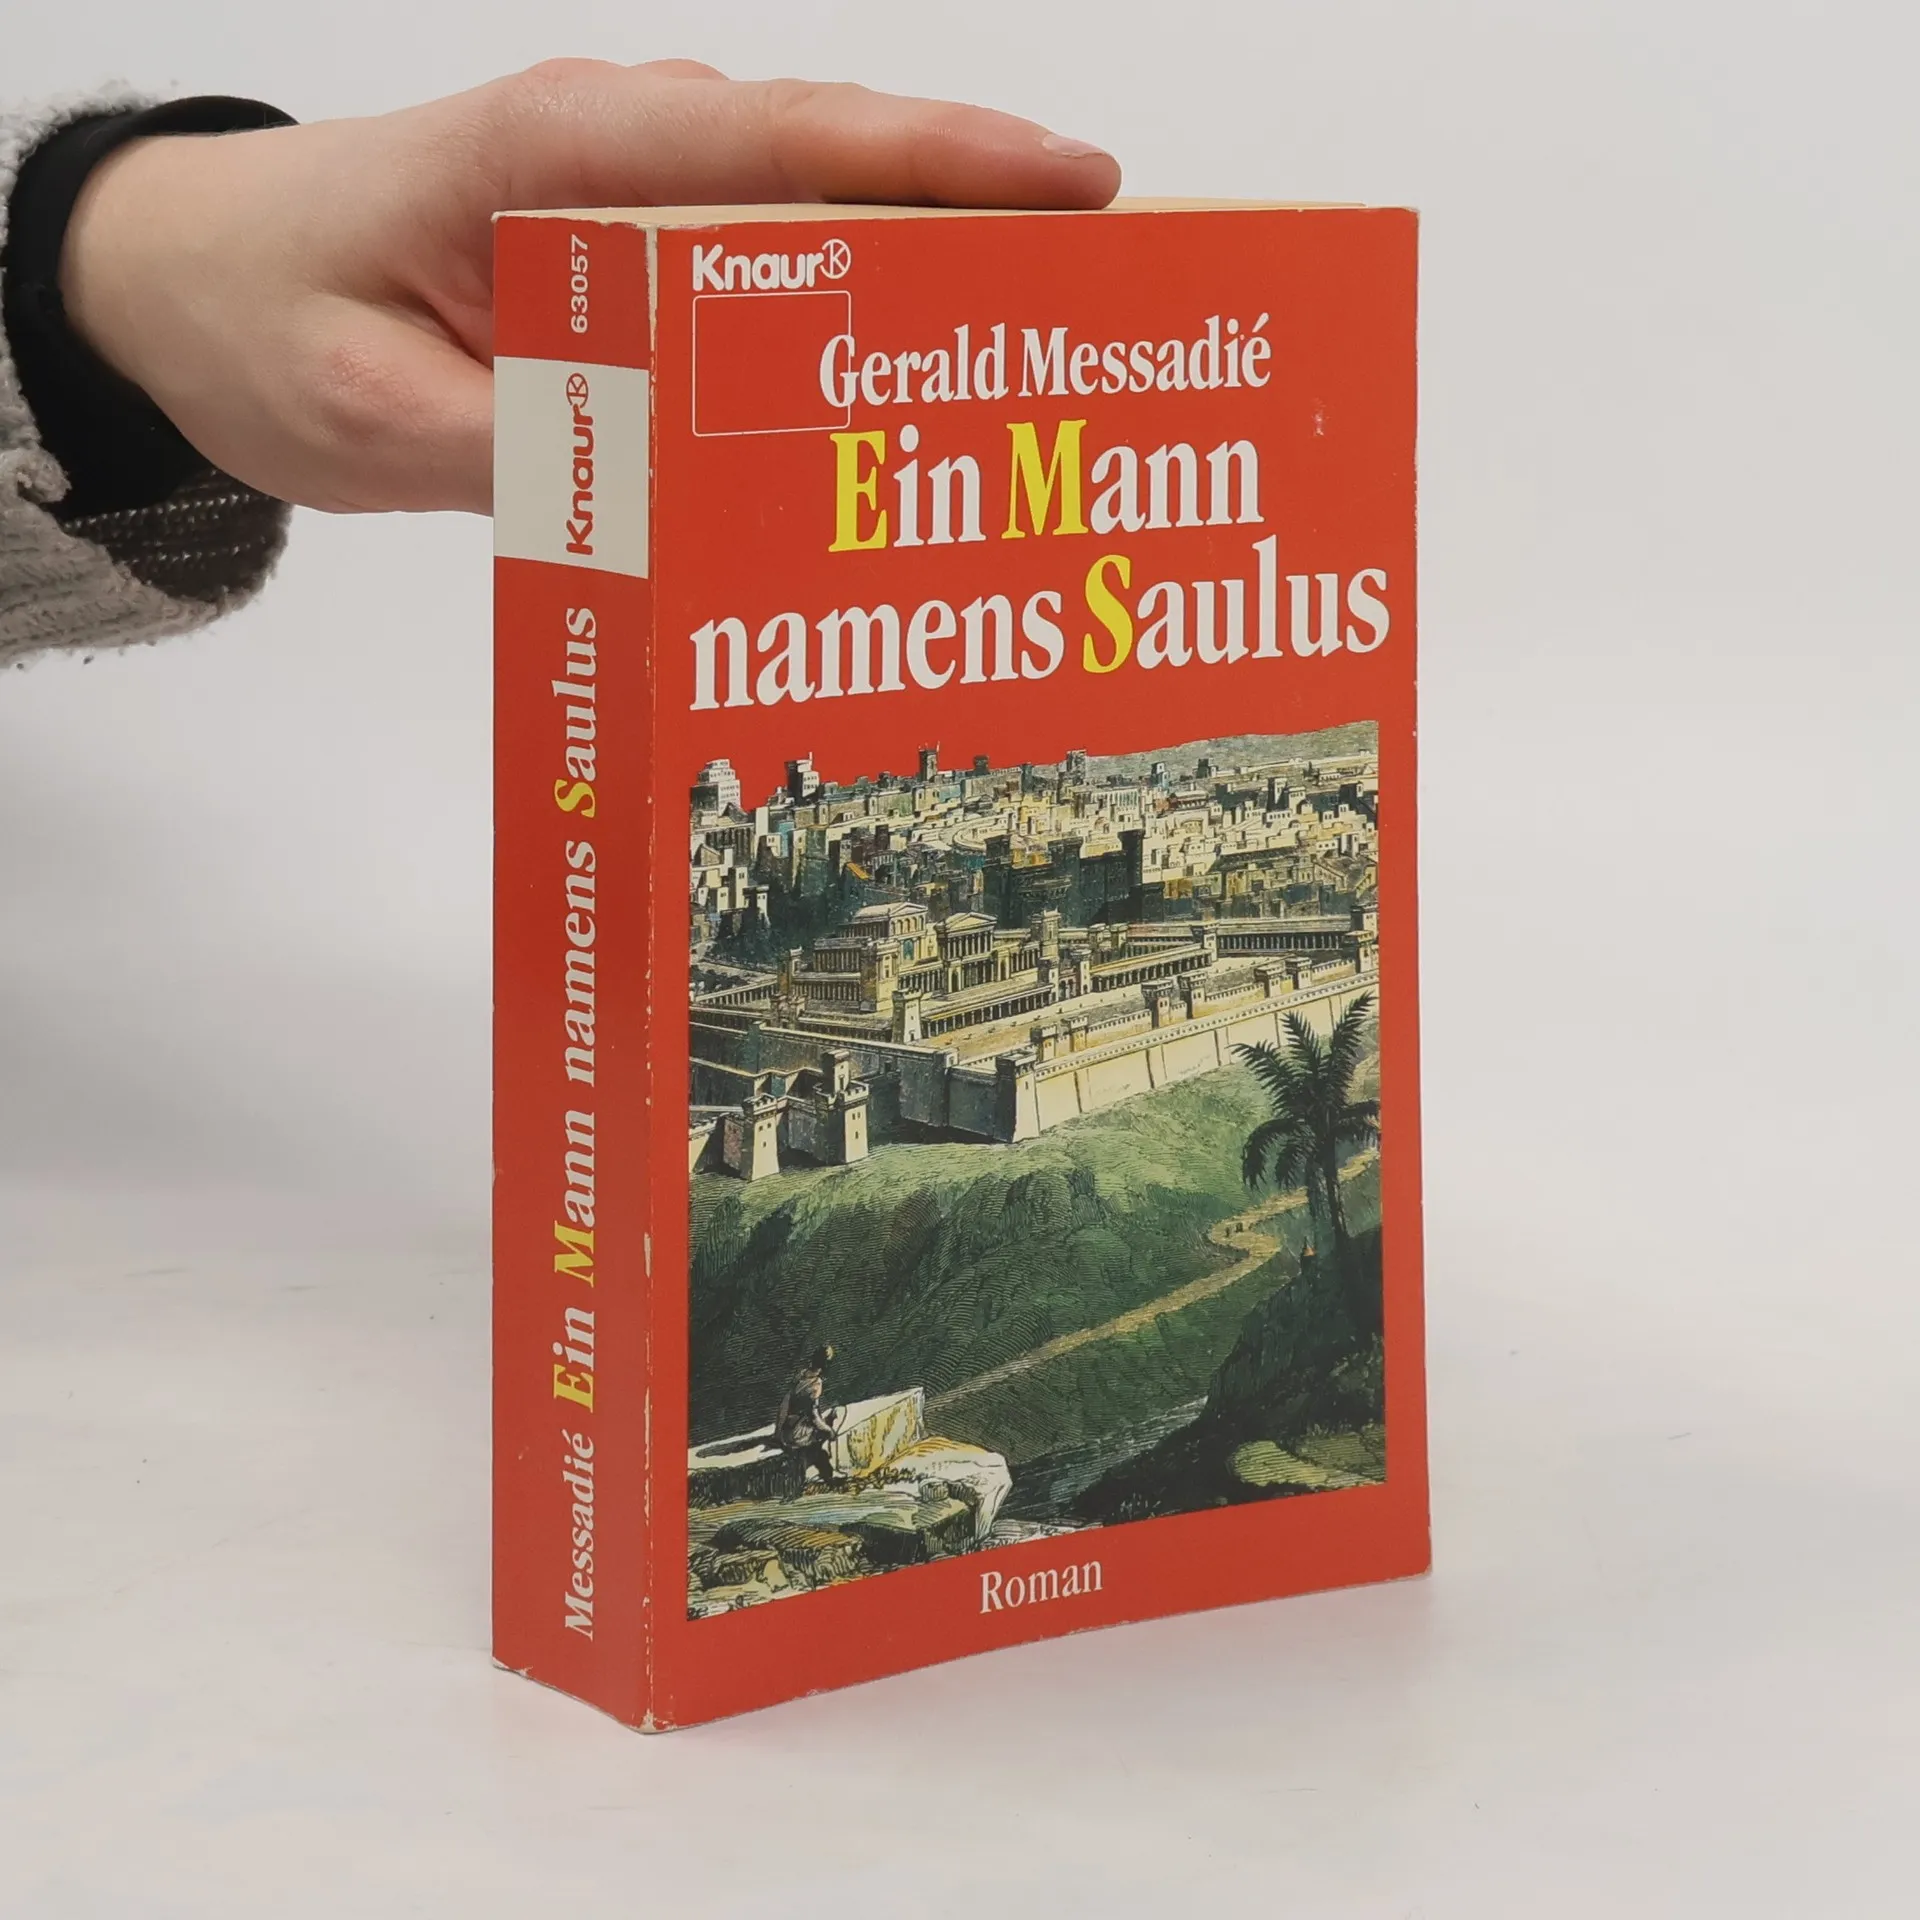 Knaur
Gerald Messadié
Ein Mann
namens Saulus
Roman
63057
Knaur
Messadié Ein Mann namens Saulus